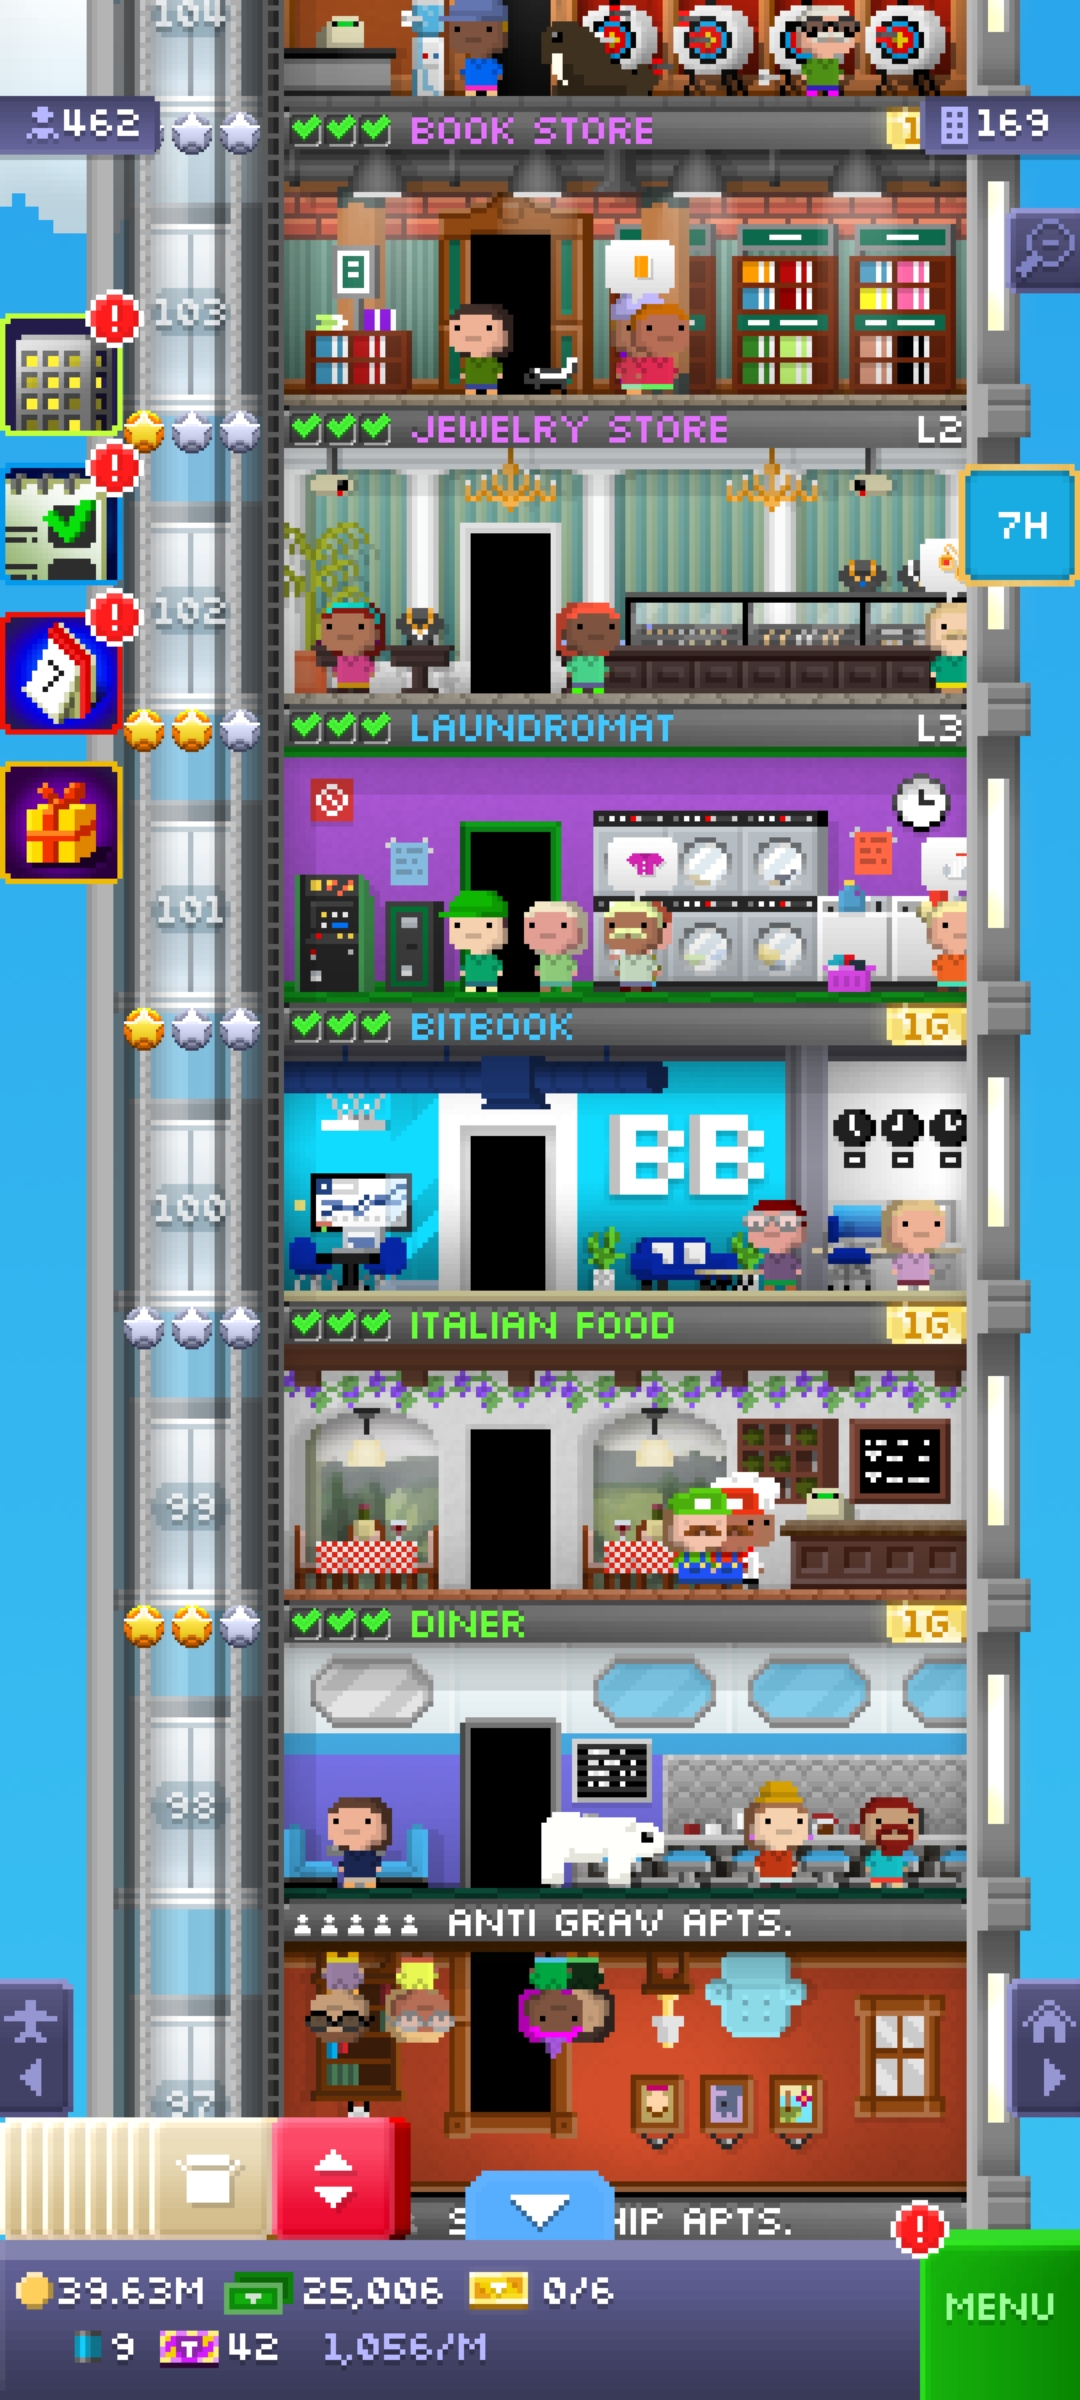 104
462
BOOK STORE
169
103
JEWELRY STORE L2
7H
102
LAUNDROMAT L3
101
BITBOOK 1G
BB
100
ITALIAN FOOD 1G
99
DINER 1G
98
ANTI GRAV APTS.
97
HIP APTS.
39.63M 25,006 0/6
MENU
9 42 1,056/M